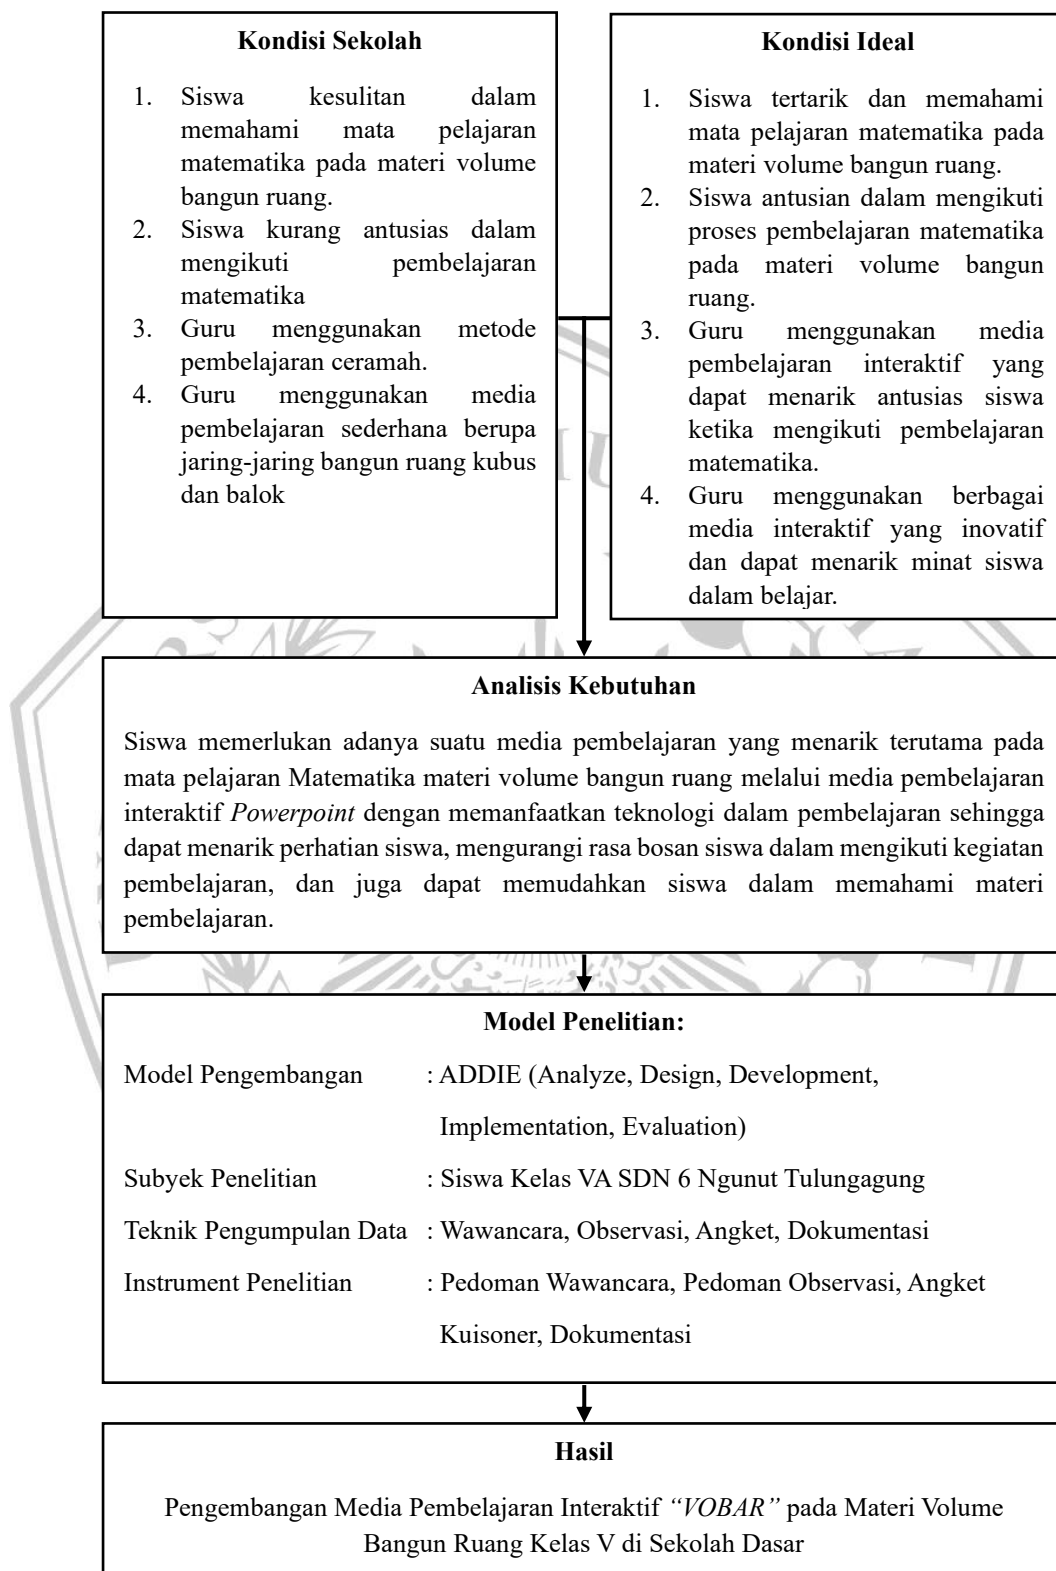 Kondisi Sekolah
1. Siswa kesulitan dalam
memahami mata pelajaran
matematika pada materi volume
bangun ruang.
2. Siswa kurang antusias dalam
mengikuti pembelajaran
matematika
3. Guru menggunakan metode
pembelajaran ceramah.
4. Guru menggunakan media
pembelajaran sederhana berupa
jaring-jaring bangun ruang kubus
dan balok
Kondisi Ideal
1. Siswa tertarik dan memahami
mata pelajaran matematika pada
materi volume bangun ruang.
2. Siswa antusian dalam mengikuti
proses pembelajaran matematika
pada materi volume bangun
ruang.
3. Guru menggunakan media
pembelajaran interaktif yang
dapat menarik antusias siswa
ketika mengikuti pembelajaran
matematika.
4. Guru menggunakan berbagai
media interaktif yang inovatif
dan dapat menarik minat siswa
dalam belajar.
Analisis Kebutuhan
Siswa memerlukan adanya suatu media pembelajaran yang menarik terutama pada
mata pelajaran Matematika materi volume bangun ruang melalui media pembelajaran
interaktif Powerpoint dengan memanfaatkan teknologi dalam pembelajaran sehingga
dapat menarik perhatian siswa, mengurangi rasa bosan siswa dalam mengikuti kegiatan
pembelajaran, dan juga dapat memudahkan siswa dalam memahami materi
pembelajaran.
Model Penelitian:
Model Pengembangan : ADDIE (Analyze, Design, Development,
Implementation, Evaluation)
Subyek Penelitian : Siswa Kelas VA SDN 6 Ngunut Tulungagung
Teknik Pengumpulan Data : Wawancara, Observasi, Angket, Dokumentasi
Instrument Penelitian : Pedoman Wawancara, Pedoman Observasi, Angket
Kuisoner, Dokumentasi
Hasil
Pengembangan Media Pembelajaran Interaktif “VOBAR” pada Materi Volume
Bangun Ruang Kelas V di Sekolah Dasar